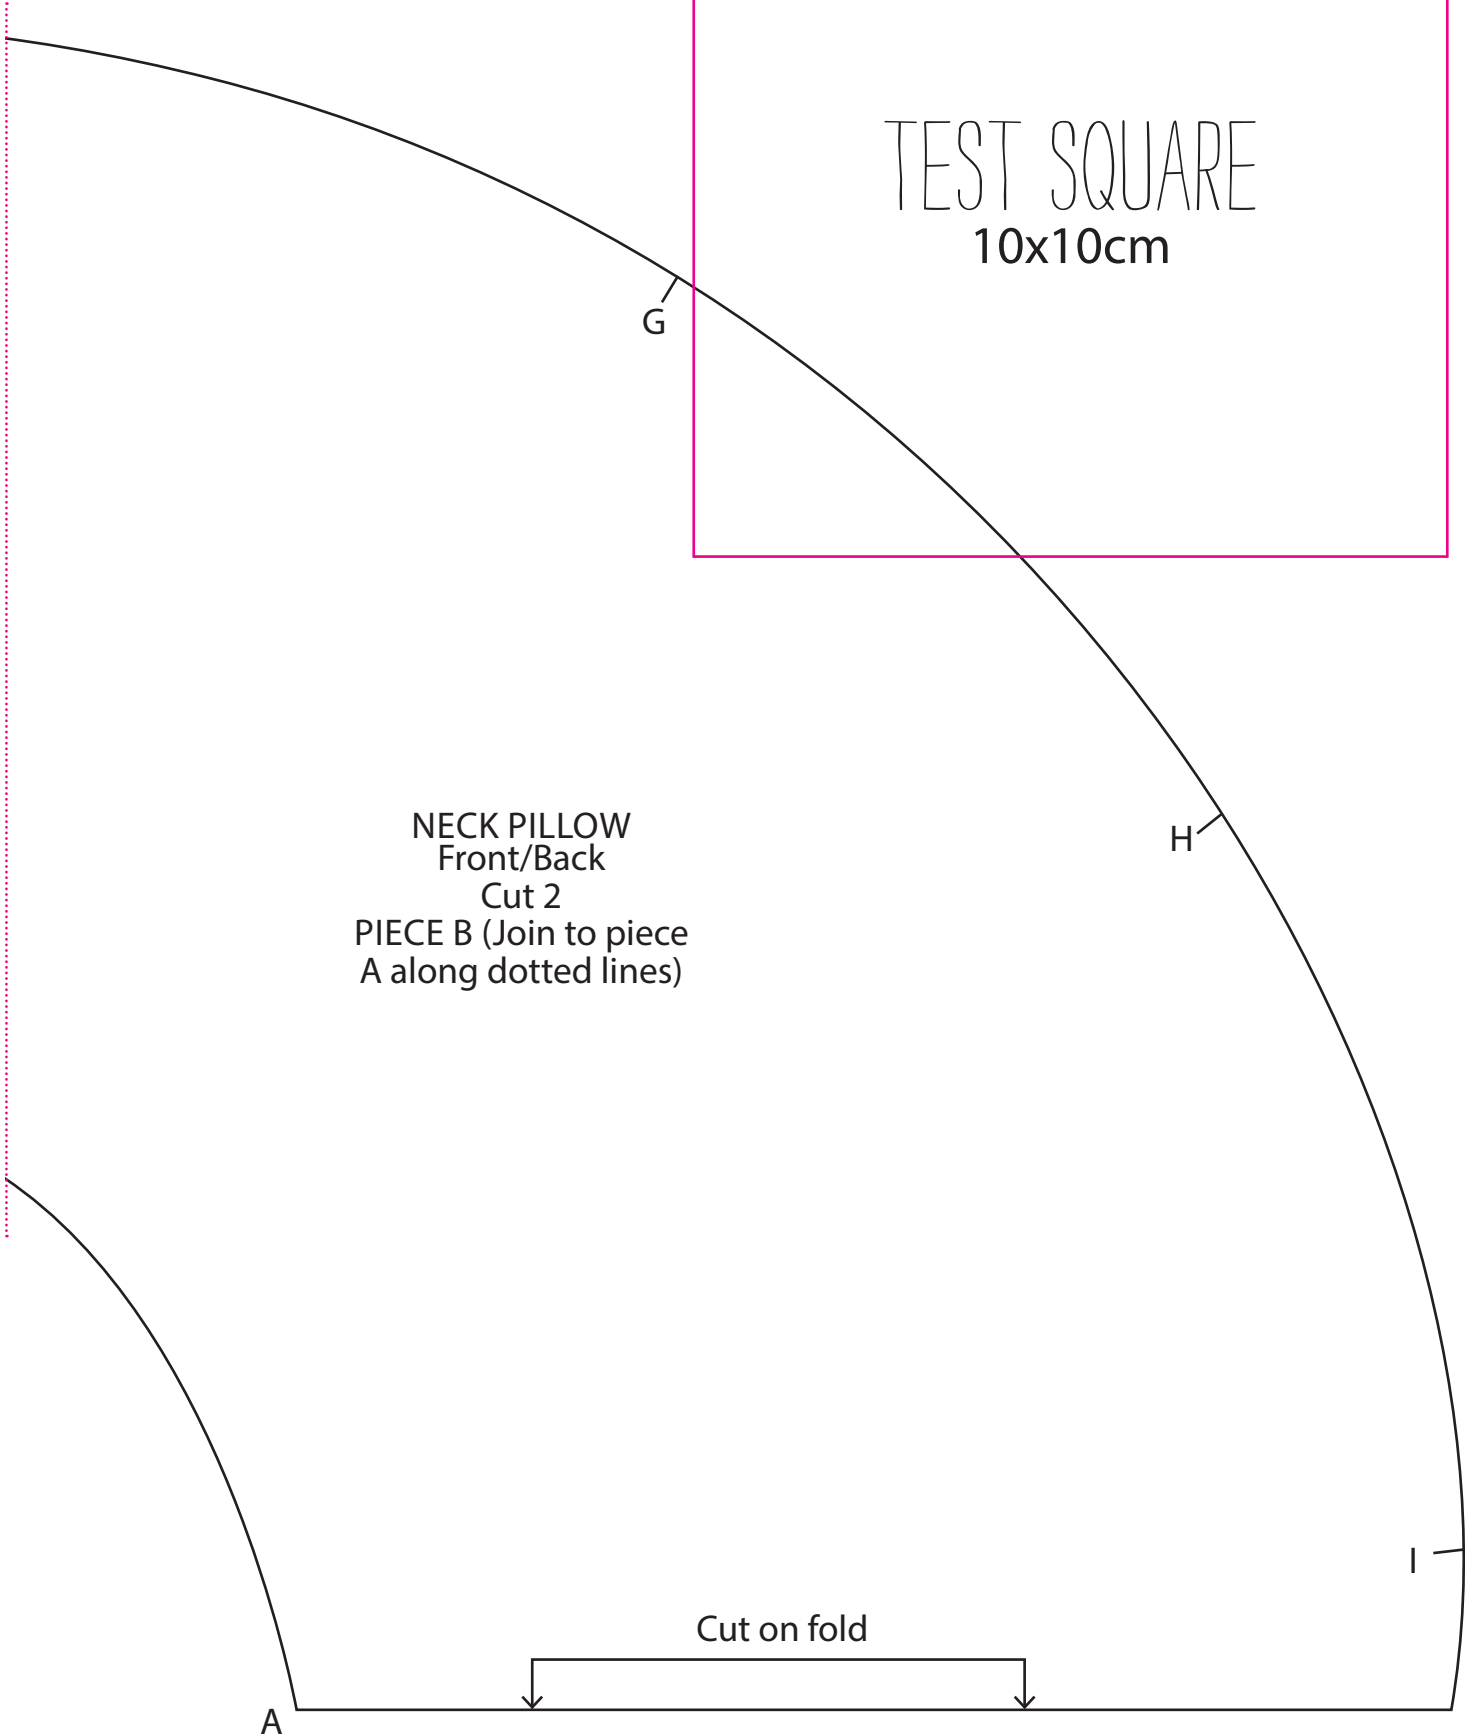 TEST SQUARE
10x10cm
G
NECK PILLOW
Front/Back
Cut 2
PIECE B (Join to piece
A along dotted lines)
H
I
Cut on fold
A